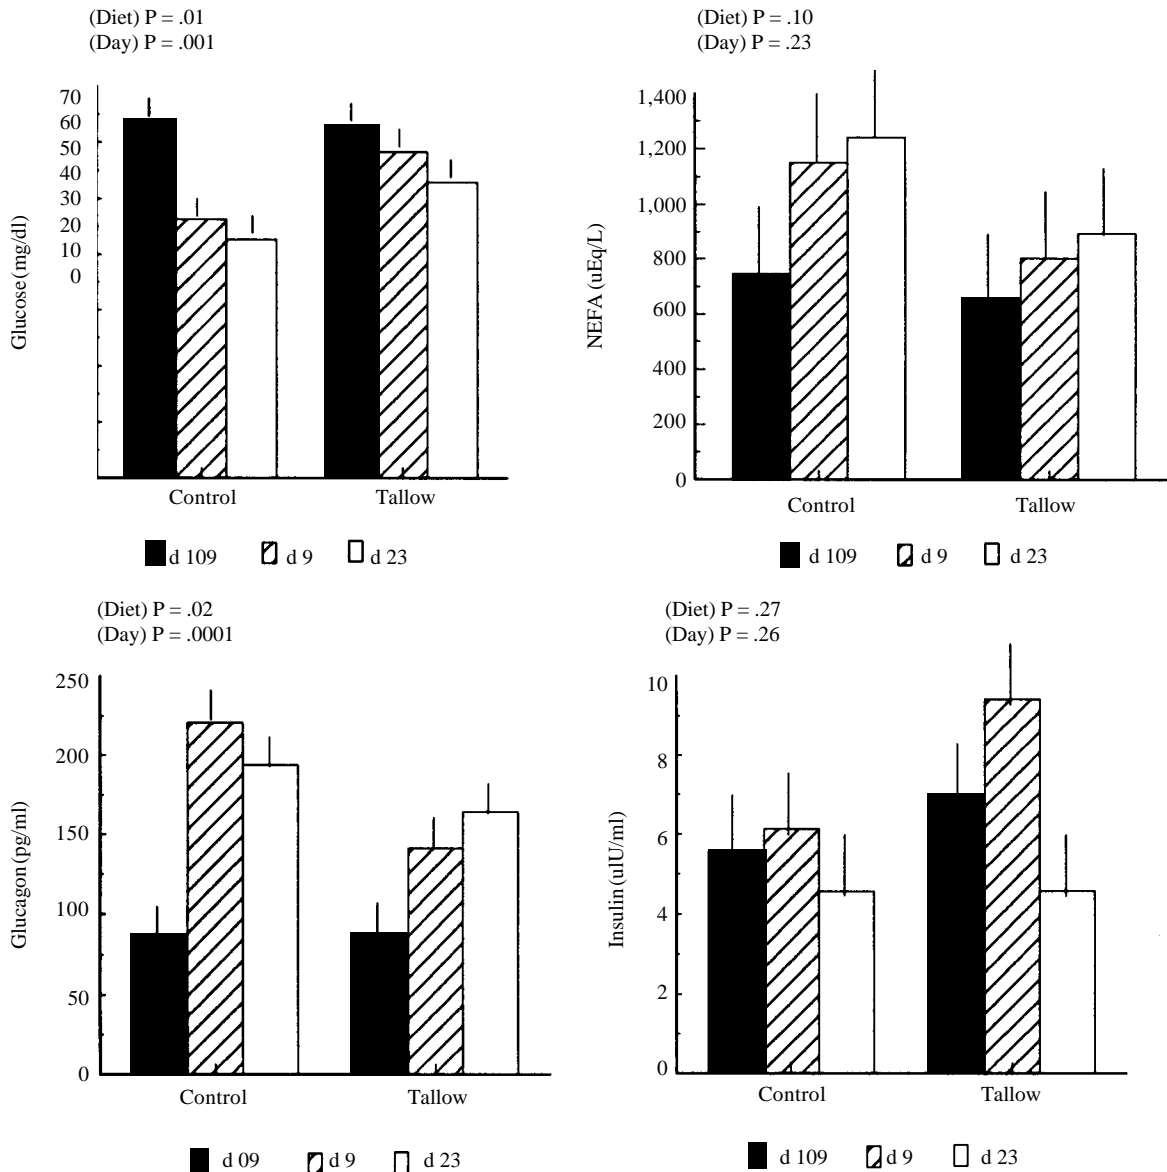 (Diet) P = .01
(Day) P = .001
70
60
50
40
30
20
10
0
Glucose (mg/dl)
Control
Tallow
d 109
d 9
d 23
(Diet) P = .10
(Day) P = .23
1,400
1,200
1,000
800
600
400
200
0
NEFA (uEq/L)
Control
Tallow
d 109
d 9
d 23
(Diet) P = .02
(Day) P = .0001
250
200
150
100
50
0
Glucagon (pg/ml)
Control
Tallow
d 09
d 9
d 23
(Diet) P = .27
(Day) P = .26
10
8
6
4
2
0
Insulin (uIU/ml)
Control
Tallow
d 109
d 9
d 23